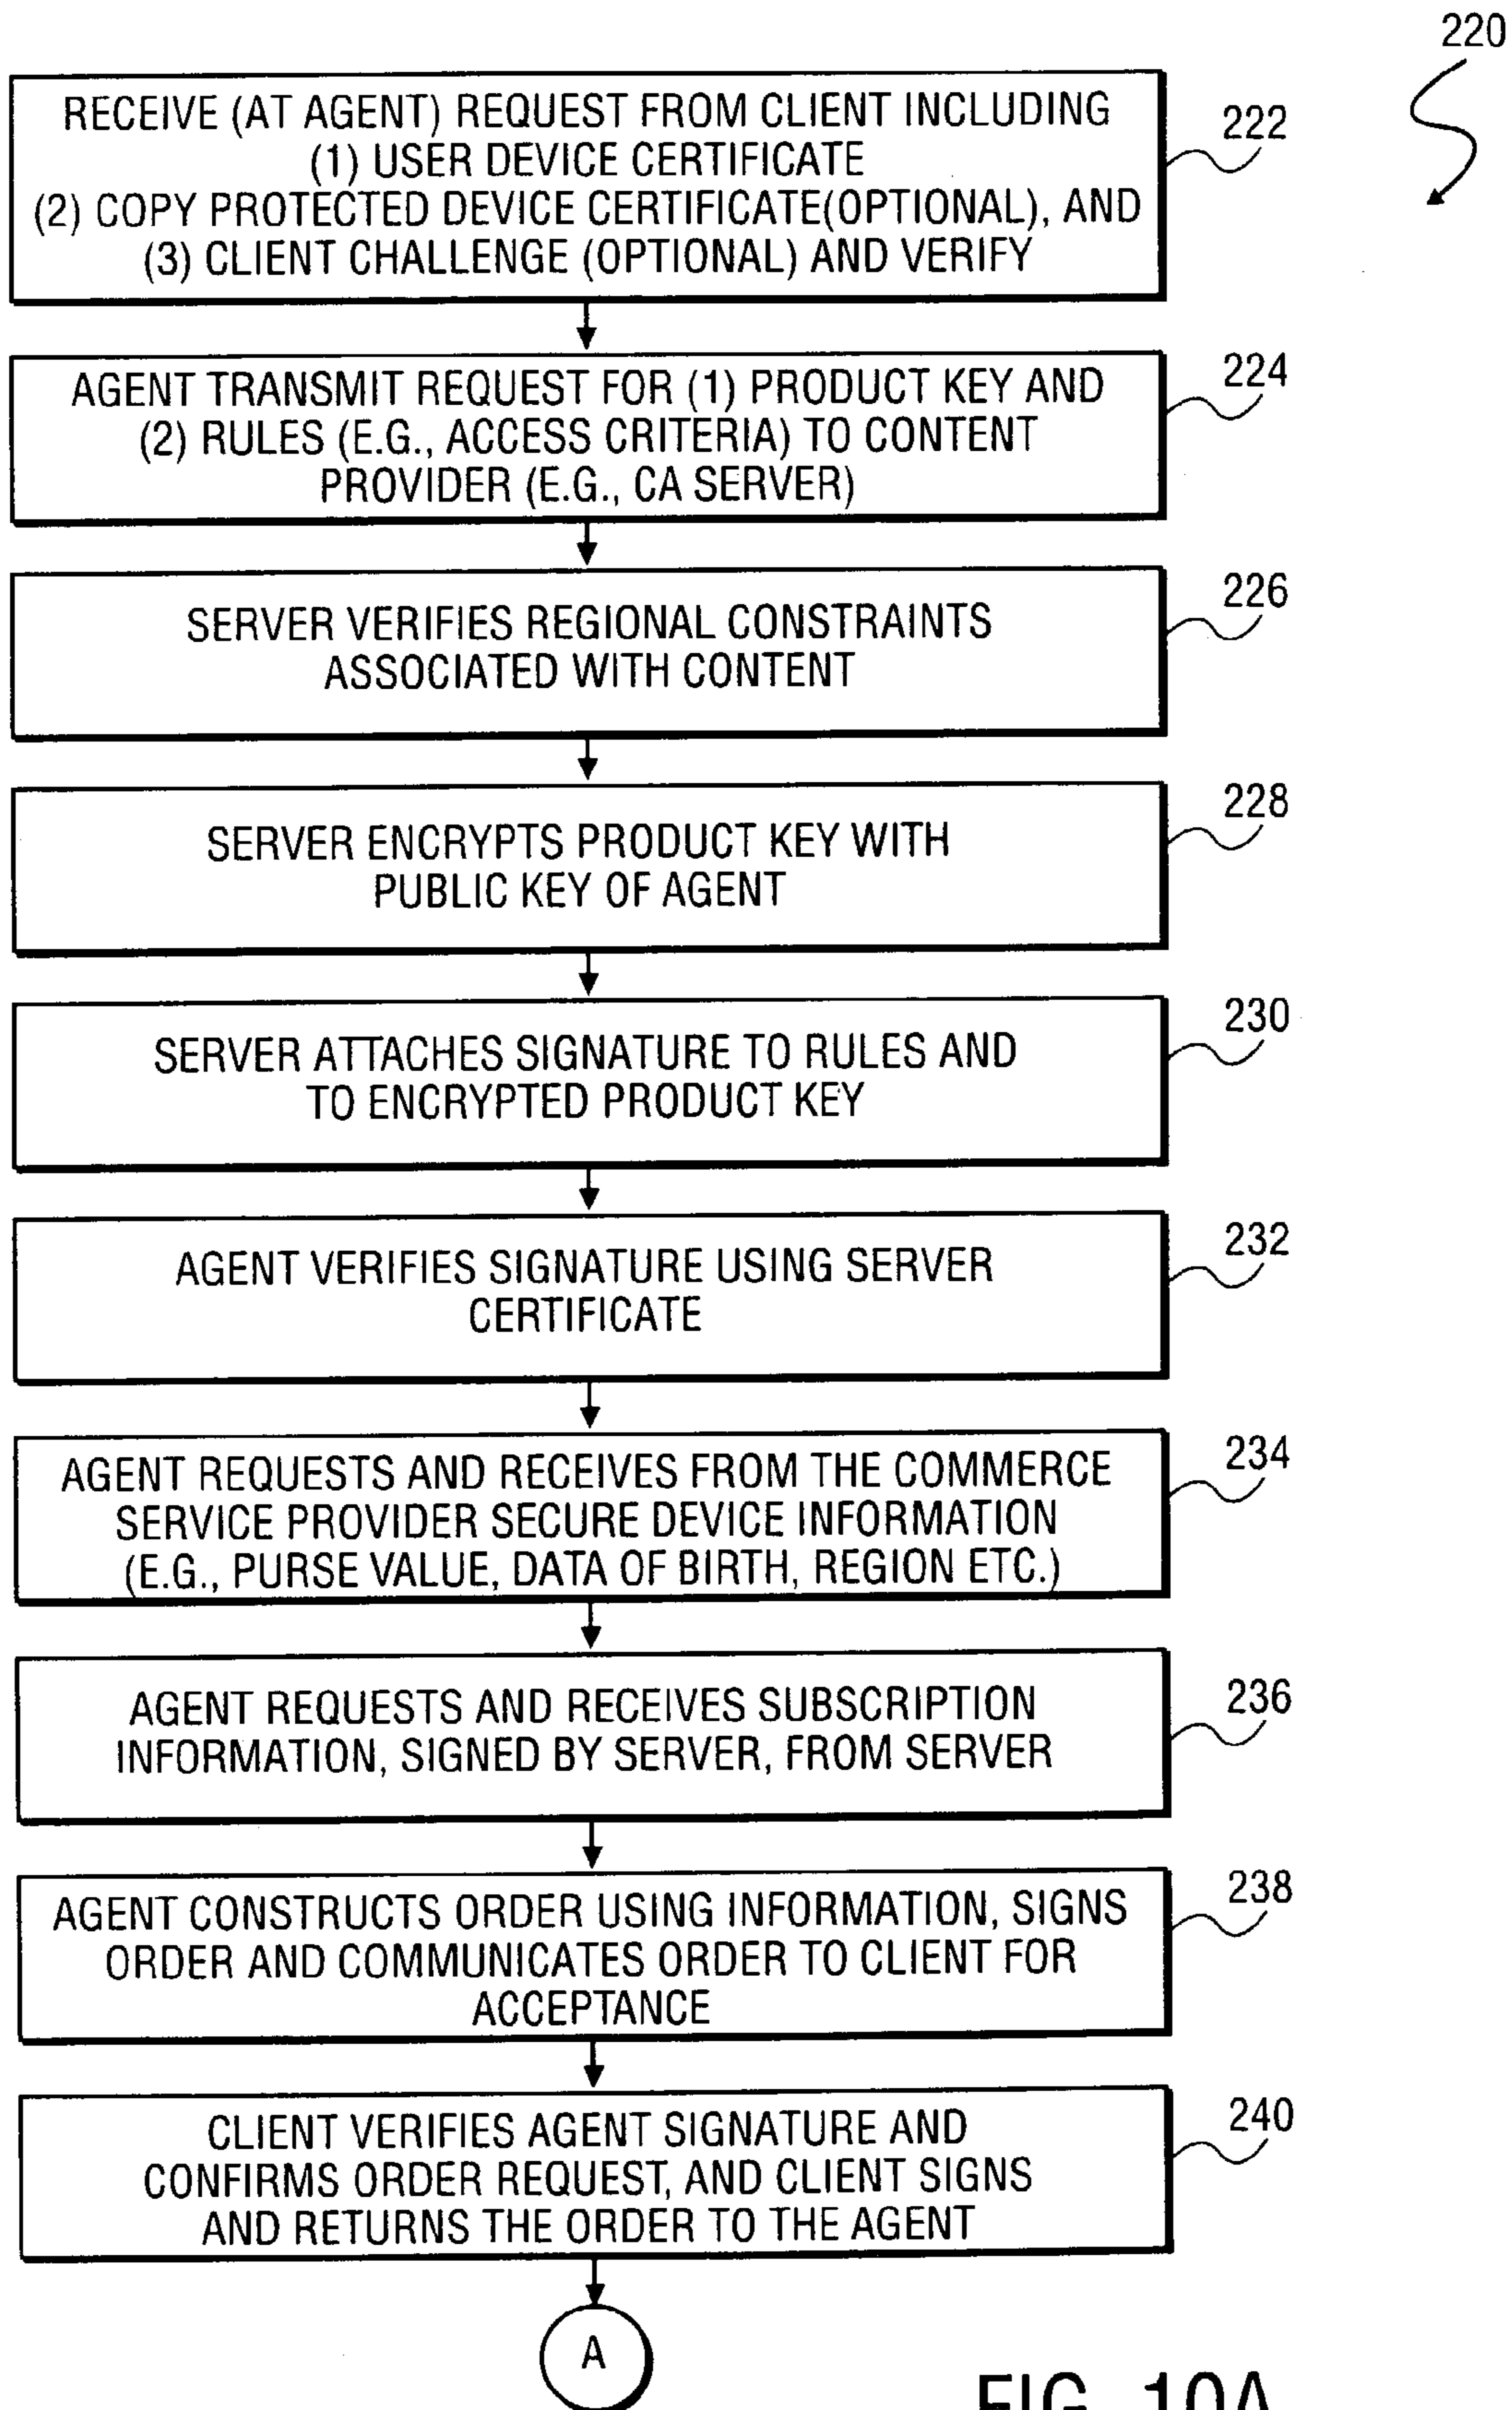 220
RECEIVE (AT AGENT) REQUEST FROM CLIENT INCLUDING
(1) USER DEVICE CERTIFICATE
(2) COPY PROTECTED DEVICE CERTIFICATE(OPTIONAL), AND
(3) CLIENT CHALLENGE (OPTIONAL) AND VERIFY
222
AGENT TRANSMIT REQUEST FOR (1) PRODUCT KEY AND
(2) RULES (E.G., ACCESS CRITERIA) TO CONTENT
PROVIDER (E.G., CA SERVER)
224
SERVER VERIFIES REGIONAL CONSTRAINTS
ASSOCIATED WITH CONTENT
226
SERVER ENCRYPTS PRODUCT KEY WITH
PUBLIC KEY OF AGENT
228
SERVER ATTACHES SIGNATURE TO RULES AND
TO ENCRYPTED PRODUCT KEY
230
AGENT VERIFIES SIGNATURE USING SERVER
CERTIFICATE
232
AGENT REQUESTS AND RECEIVES FROM THE COMMERCE
SERVICE PROVIDER SECURE DEVICE INFORMATION
(E.G., PURSE VALUE, DATA OF BIRTH, REGION ETC.)
234
AGENT REQUESTS AND RECEIVES SUBSCRIPTION
INFORMATION, SIGNED BY SERVER, FROM SERVER
236
AGENT CONSTRUCTS ORDER USING INFORMATION, SIGNS
ORDER AND COMMUNICATES ORDER TO CLIENT FOR
ACCEPTANCE
238
CLIENT VERIFIES AGENT SIGNATURE AND
CONFIRMS ORDER REQUEST, AND CLIENT SIGNS
AND RETURNS THE ORDER TO THE AGENT
240
A
FIG. 10A